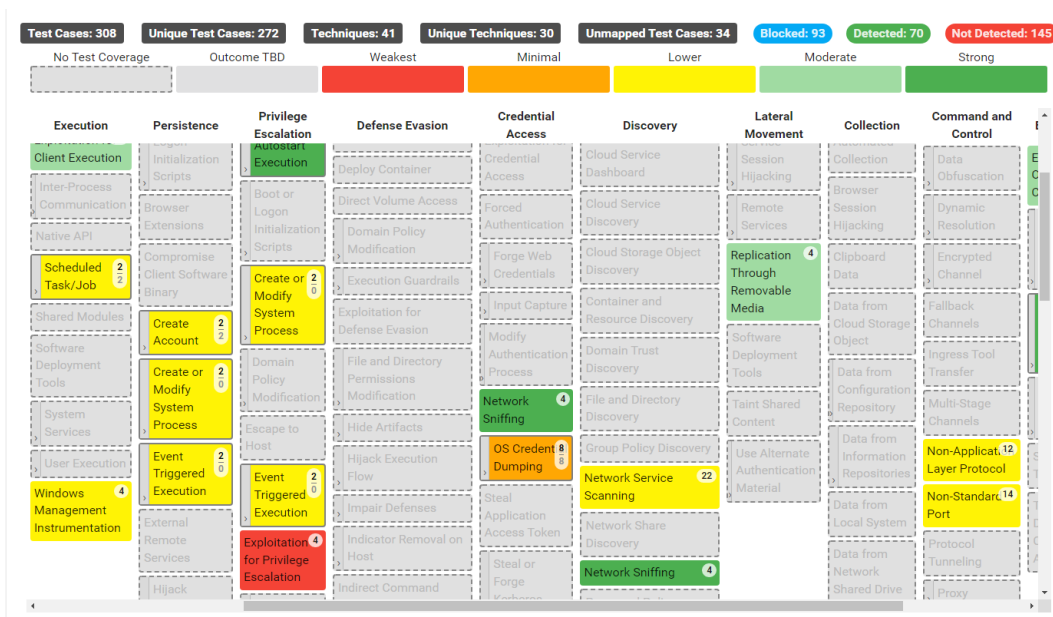 Test Cases: 308 Unique Test Cases: 272 Techniques: 41 Unique Techniques: 30 Unmapped Test Cases: 34 Blocked: 93 Detected: 70 Not Detected: 145
No Test Coverage Outcome TBD Weakest Minimal Lower Moderate Strong
Execution
Client Execution
Inter-Process
Communication
Native API
Scheduled
Task/Job
2
2
Shared Modules
Software
Deployment
Tools
System
Services
User Execution
Windows 4
Management
Instrumentation
Persistence
Initialization
Scripts
Browser
Extensions
Compromise
Client Software
Binary
Create
Account
2
2
Create or
Modify
System
Process
2
0
Event
Triggered
Execution
2
0
External
Remote
Services
Hijack
Privilege
Escalation
Autostart
Execution
Boot or
Logon
Initialization
Scripts
Create or
Modify
System
Process
2
0
Domain
Policy
Modification
Escape to
Host
Event
Triggered
Execution
2
0
Exploitation 4
for Privilege
Escalation
Defense Evasion
Deploy Container
Direct Volume Access
Domain Policy
Modification
Execution Guardrails
Exploitation for
Defense Evasion
File and Directory
Permissions
Modification
Hide Artifacts
Hijack Execution
Flow
Impair Defenses
Indicator Removal on
Host
Indirect Command
Credential
Access
Credential
Access
Forced
Authentication
Forge Web
Credentials
Input Capture
Modify
Authentication
Process
Network 4
Sniffing
OS Credent
Dumping
8
8
Steal
Application
Access Token
Steal or
Forge
Discovery
Cloud Service
Dashboard
Cloud Service
Discovery
Cloud Storage Object
Discovery
Container and
Resource Discovery
Domain Trust
Discovery
File and Directory
Discovery
Group Policy Discovery
Network Service 22
Scanning
Network Share
Discovery
Network Sniffing 4
Lateral
Movement
Session
Hijacking
Remote
Services
Replication 4
Through
Removable
Media
Software
Deployment
Tools
Taint Shared
Content
Use Alternate
Authentication
Material
Collection
Collection
Browser
Session
Hijacking
Clipboard
Data
Data from
Cloud Storage
Object
Data from
Configuration
Repository
Data from
Information
Repositories
Data from
Local System
Data from
Network
Shared Drive
Command and
Control
Data
Obfuscation
Dynamic
Resolution
Encrypted
Channel
Fallback
Channels
Ingress Tool
Transfer
Multi-Stage
Channels
Non-Applicati 12
Layer Protocol
Non-Standard 14
Port
Protocol
Tunneling
Proxy